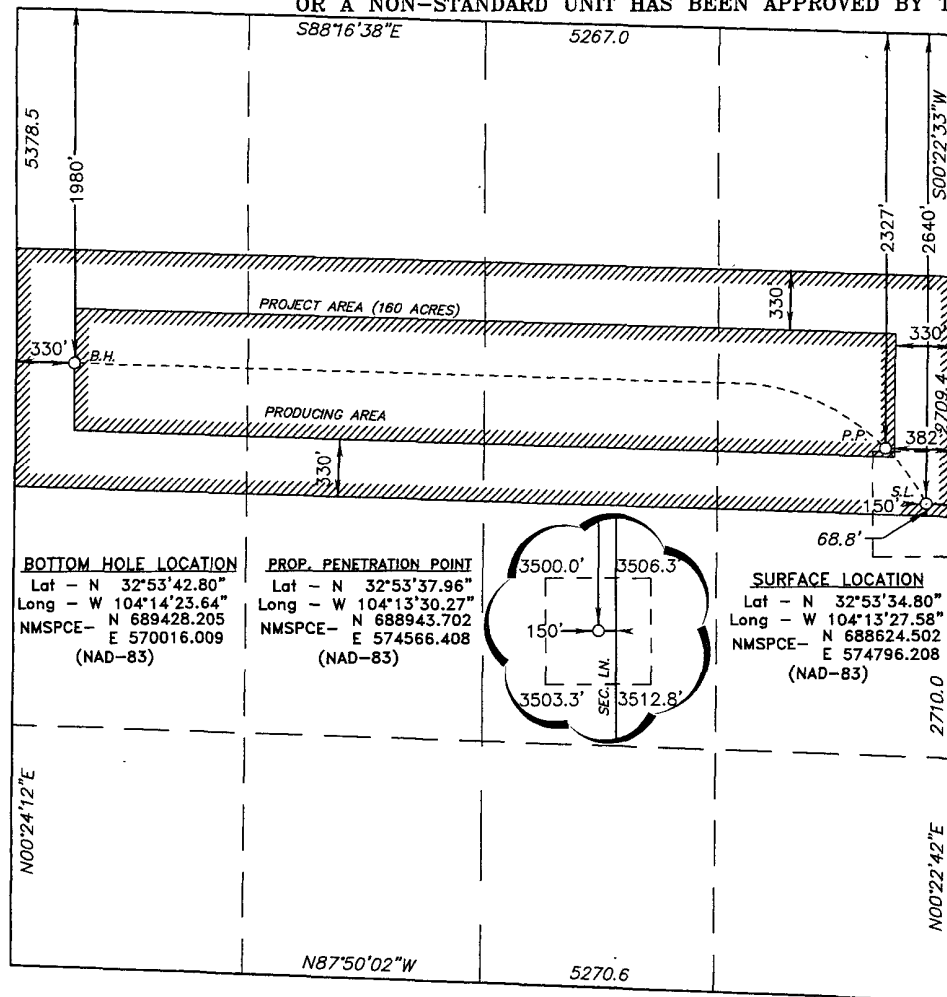 OR A NON-STANDARD UNIT HAS BEEN APPROVED BY T
S88°16'38"E 5267.0
5378.5
1980'
2327'
2640'
S00°22'33"W
PROJECT AREA (160 ACRES)
330'
330'
330'
B.H.
2709.4
PRODUCING AREA
P.P.
382'
330'
S.L.
150'
68.8'
BOTTOM HOLE LOCATION
Lat - N 32°53'42.80"
Long - W 104°14'23.64"
NMSPCE- N 689428.205
E 570016.009
(NAD-83)
PROP. PENETRATION POINT
Lat - N 32°53'37.96"
Long - W 104°13'30.27"
NMSPCE- N 688943.702
E 574566.408
(NAD-83)
3500.0' 3506.3'
150'
SEC. LN.
3503.3' 3512.8'
SURFACE LOCATION
Lat - N 32°53'34.80"
Long - W 104°13'27.58"
NMSPCE- N 688624.502
E 574796.208
(NAD-83)
2710.0
N00°24'12"E
N00°22'42"E
N87°50'02"W 5270.6